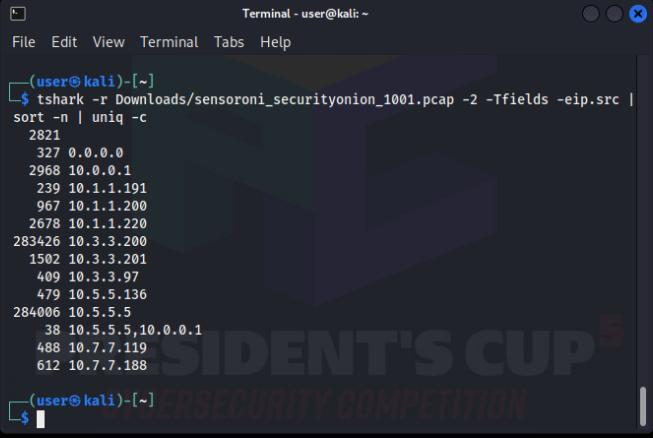 Terminal - user@kali: ~
File Edit View Terminal Tabs Help
┌──(user㉿kali)-[~]
└─$ tshark -r Downloads/sensoroni_securityonion_1001.pcap -2 -Tfields -eip.src |
sort -n | uniq -c
2821
327 0.0.0.0
2968 10.0.0.1
239 10.1.1.191
967 10.1.1.200
2678 10.1.1.220
283426 10.3.3.200
1502 10.3.3.201
409 10.3.3.97
479 10.5.5.136
284006 10.5.5.5
38 10.5.5.5,10.0.0.1
488 10.7.7.119
612 10.7.7.188
PRESIDENT'S CUP 5
CYBERSECURITY COMPETITION
┌──(user㉿kali)-[~]
└─$